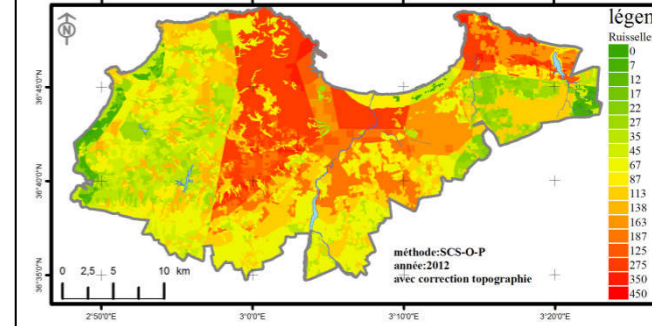 légen
Ruisseller
0
7
12
17
22
27
35
45
67
87
113
138
163
187
125
275
350
450
N
36°45'0"N
36°40'0"N
36°35'0"N
méthode:SCS-O-P
année:2012
avec correction topographie
0 2,5 5 10 km
2°50'0"E 3°0'0"E 3°10'0"E 3°20'0"E